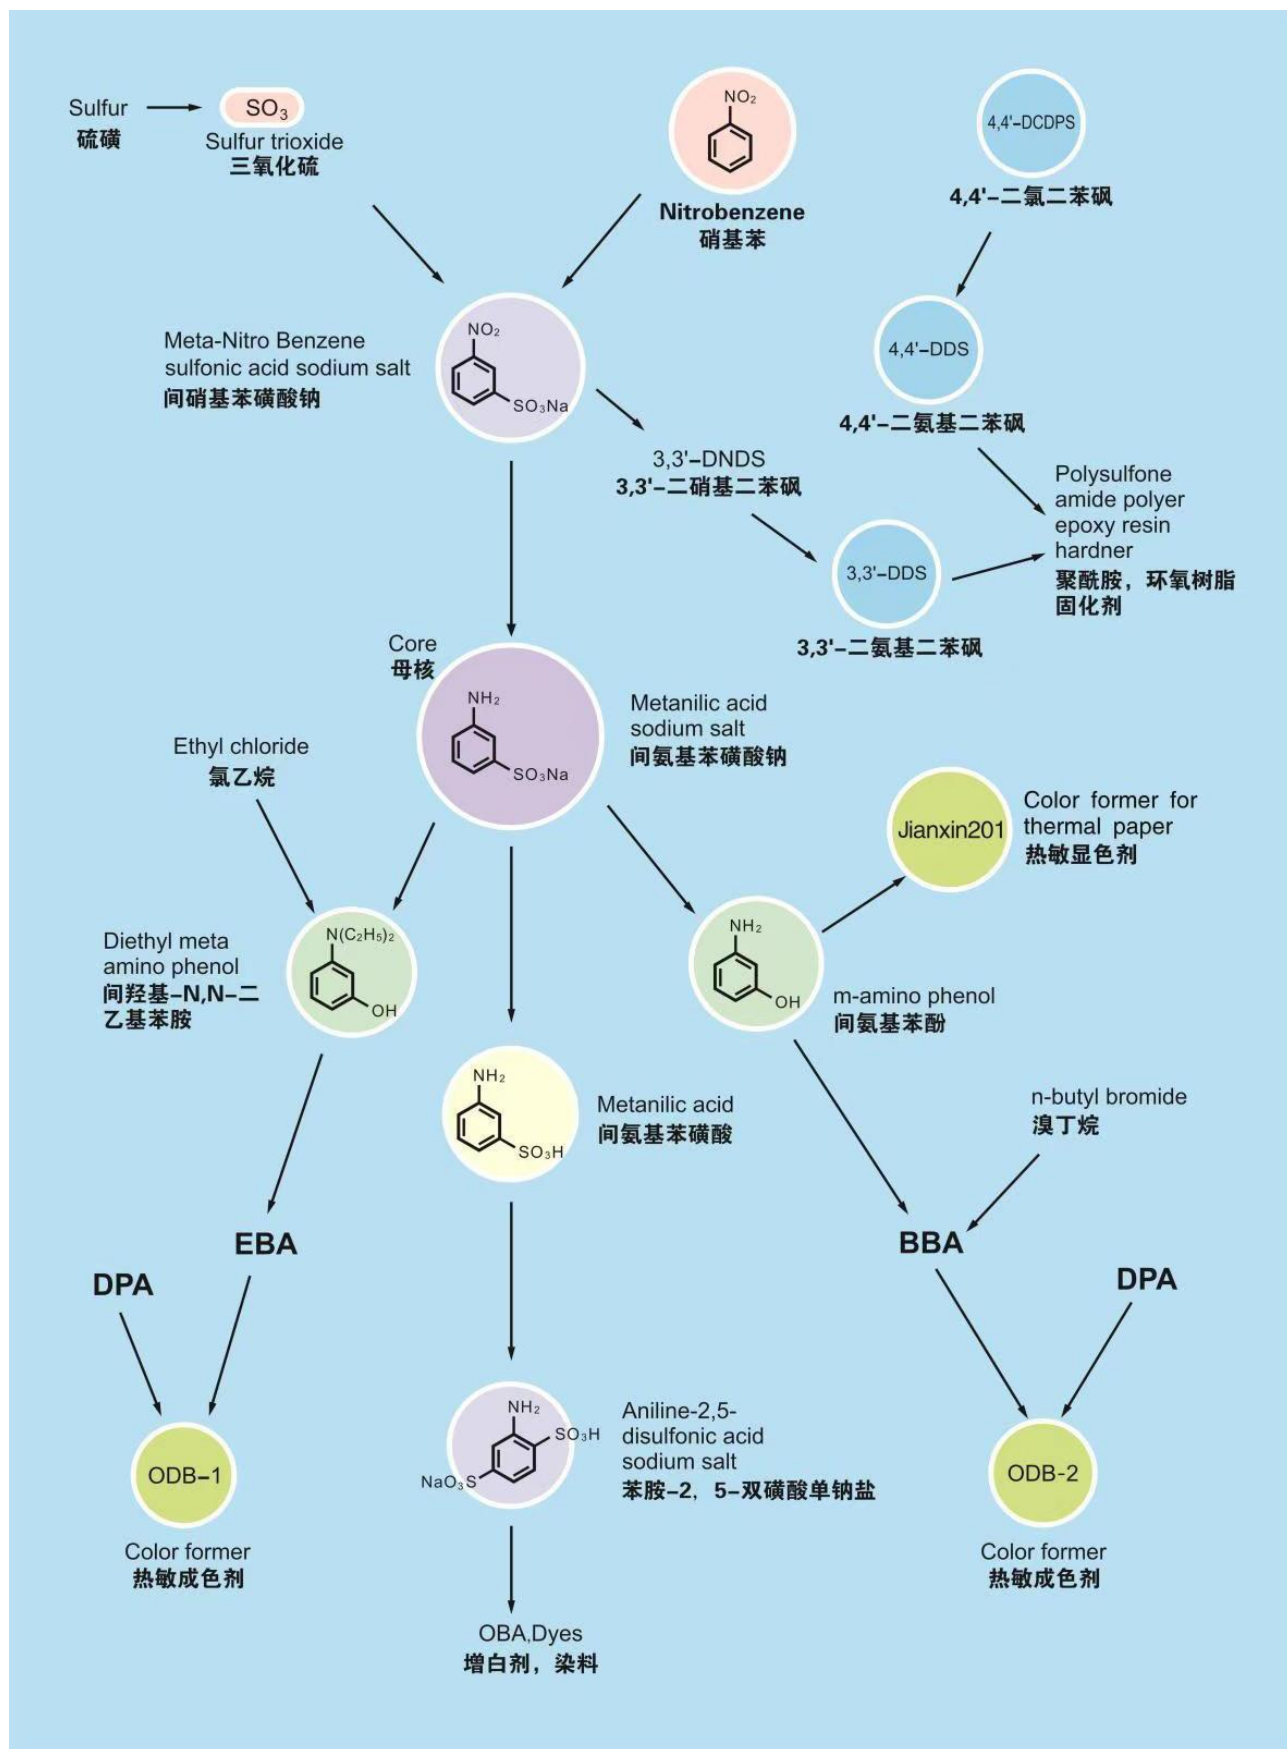 Sulfur
硫磺
SO₃
Sulfur trioxide
三氧化硫
NO₂
Nitrobenzene
硝基苯
4,4'-DCDPS
4,4'-二氯二苯砜
Meta-Nitro Benzene
sulfonic acid sodium salt
间硝基苯磺酸钠
NO₂
SO₃Na
4,4'-DDS
4,4'-二氨基二苯砜
3,3'-DNDS
3,3'-二硝基二苯砜
Polysulfone
amide polyer
epoxy resin
hardner
聚酰胺，环氧树脂
固化剂
3,3'-DDS
3,3'-二氨基二苯砜
Core
母核
NH₂
SO₃Na
Metanilic acid
sodium salt
间氨基苯磺酸钠
Ethyl chloride
氯乙烷
Jianxin201
Color former for
thermal paper
热敏显色剂
Diethyl meta
amino phenol
间羟基-N,N-二
乙基苯胺
N(C₂H₅)₂
OH
NH₂
OH
m-amino phenol
间氨基苯酚
NH₂
SO₃H
Metanilic acid
间氨基苯磺酸
n-butyl bromide
溴丁烷
EBA
DPA
BBA
DPA
ODB-1
Color former
热敏成色剂
NH₂
SO₃H
NaO₃S
Aniline-2,5-
disulfonic acid
sodium salt
苯胺-2，5-双磺酸单钠盐
ODB-2
Color former
热敏成色剂
OBA,Dyes
增白剂，染料